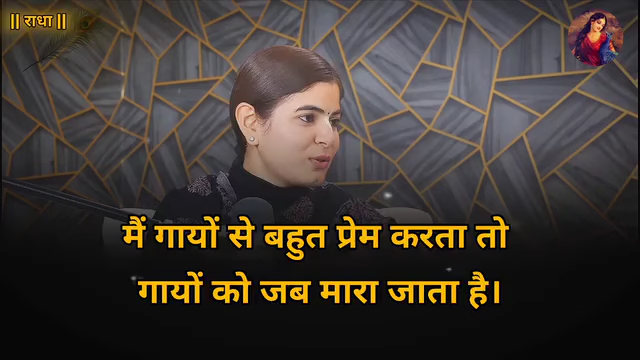 || राधा ||
मैं गायों से बहुत प्रेम करता तो
गायों को जब मारा जाता है।